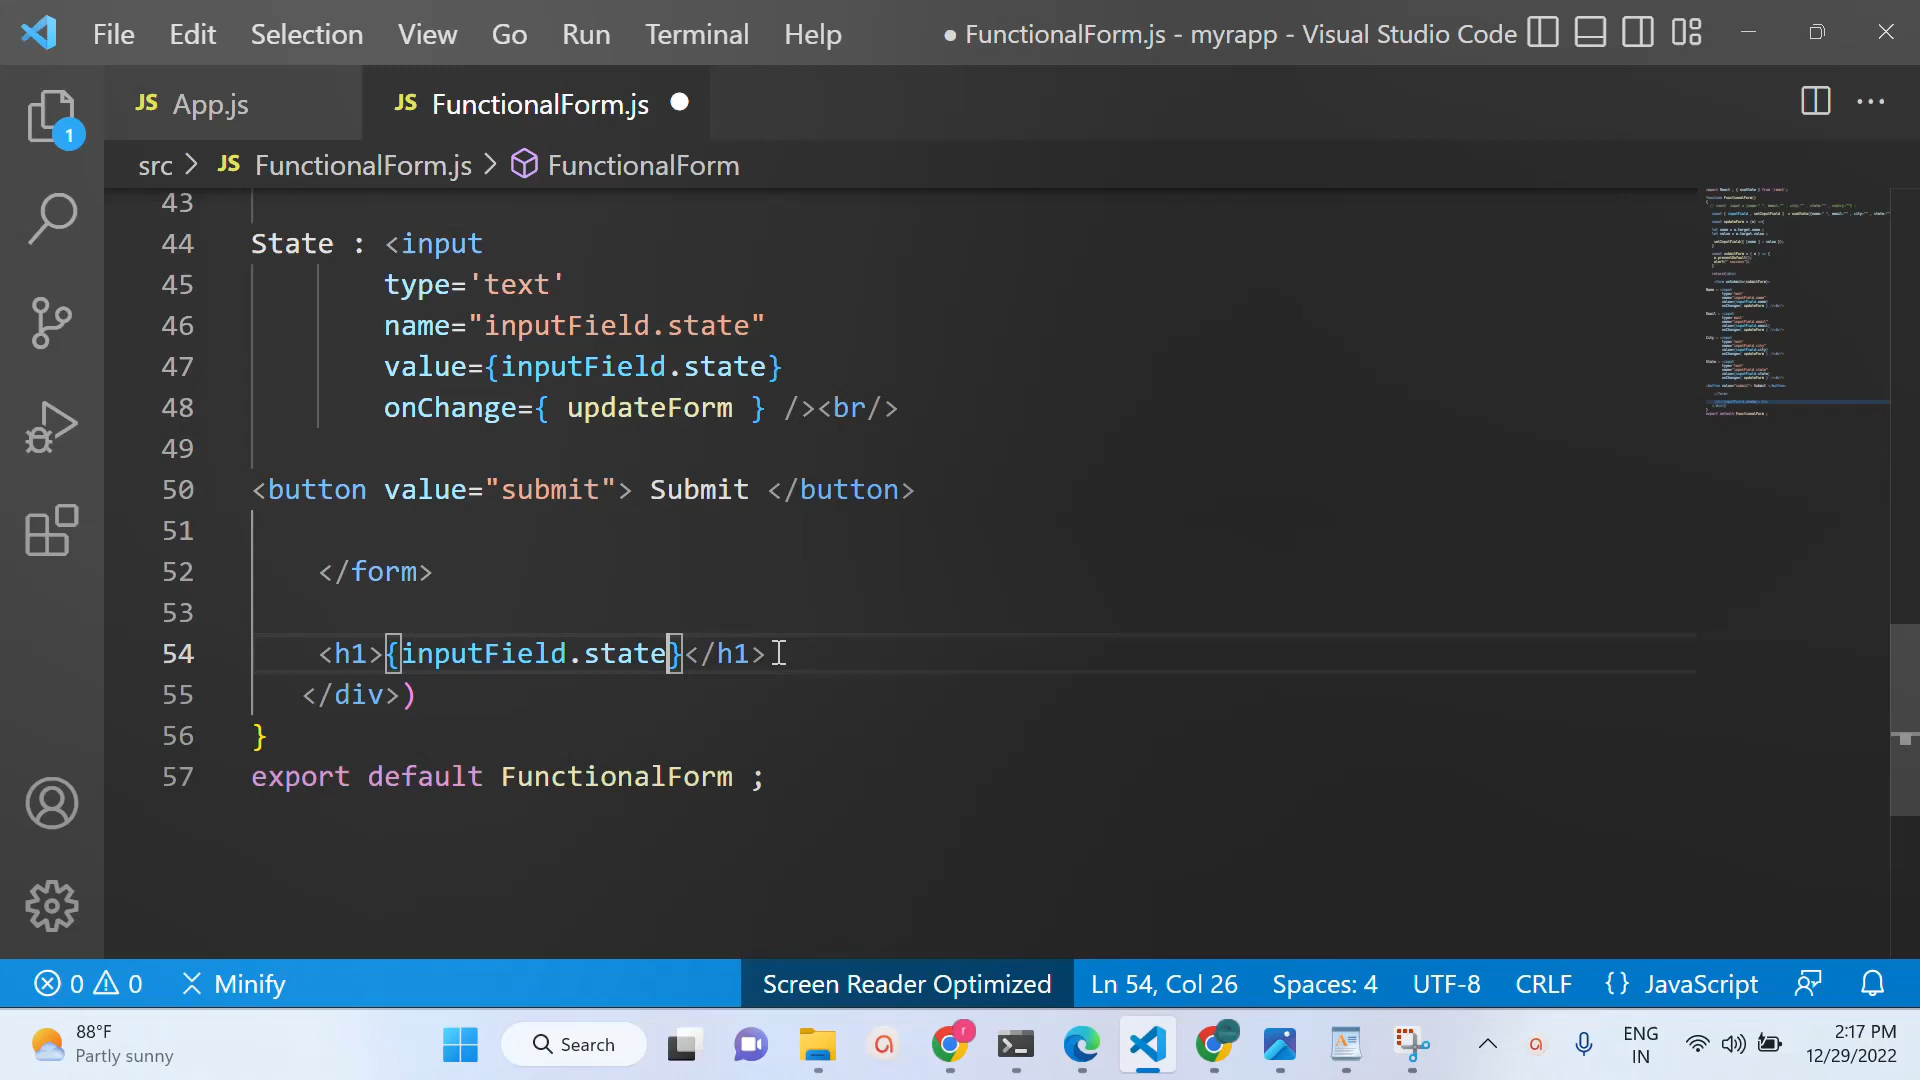 File Edit Selection View Go Run Terminal Help ● FunctionalForm.js - myrapp - Visual Studio Code
JS App.js JS FunctionalForm.js
src > JS FunctionalForm.js > FunctionalForm
43
44 State : <input
45 type='text'
46 name="inputField.state"
47 value={inputField.state}
48 onChange={ updateForm } /><br/>
49
50 <button value="submit"> Submit </button>
51
52 </form>
53
54 <h1>{inputField.state}</h1>
55 </div>)
56 }
57 export default FunctionalForm ;
1
0 0 Minify Screen Reader Optimized Ln 54, Col 26 Spaces: 4 UTF-8 CRLF {} JavaScript
88°F
Partly sunny
Search
ENG
IN
2:17 PM
12/29/2022